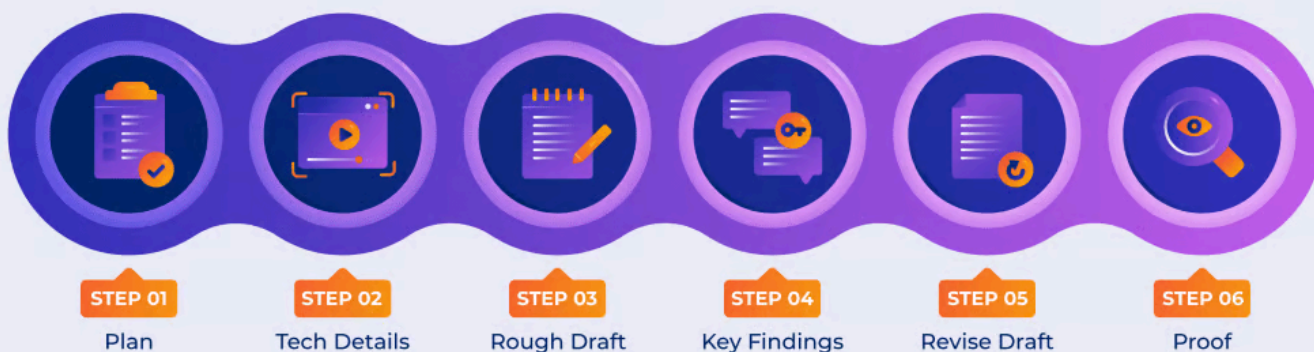 STEP 01
Plan
STEP 02
Tech Details
STEP 03
Rough Draft
STEP 04
Key Findings
STEP 05
Revise Draft
STEP 06
Proof